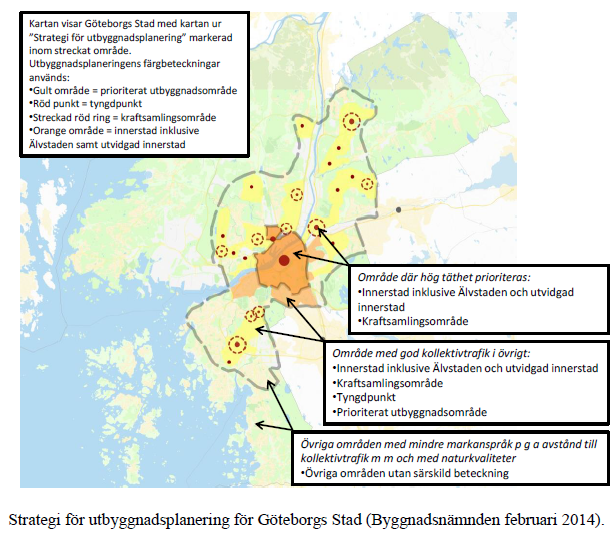 Kartan visar Göteborgs Stad med kartan ur
”Strategi för utbyggnadsplanering” markerad
inom streckat område.
Utbyggnadsplaneringens färgbeteckningar
används:
•Gult område = prioriterat utbyggnadsområde
•Röd punkt = tyngdpunkt
•Streckad röd ring = kraftsamlingsområde
•Orange område = innerstad inklusive
Älvstaden samt utvidgad innerstad
Område där hög täthet prioriteras:
•Innerstad inklusive Älvstaden och utvidgad
innerstad
•Kraftsamlingsområde
Område med god kollektivtrafik i övrigt:
•Innerstad inklusive Älvstaden och utvidgad innerstad
•Kraftsamlingsområde
•Tyngdpunkt
•Prioriterat utbyggnadsområde
Övriga områden med mindre markanspråk p g a avstånd till
kollektivtrafik m m och med naturkvaliteter
•Övriga områden utan särskild beteckning
Strategi för utbyggnadsplanering för Göteborgs Stad (Byggnadsnämnden februari 2014).